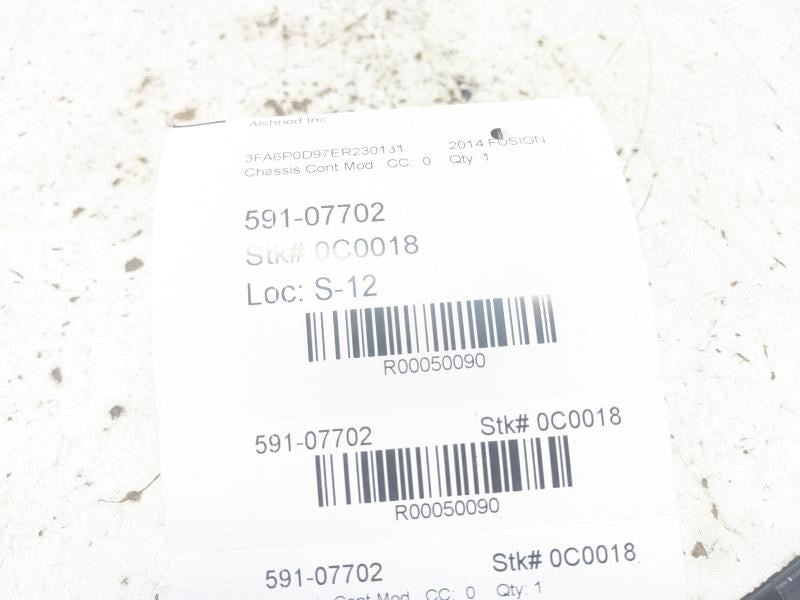 Alshned Inc
3FA6P0D97ER230131 2014 FUSION
Chassis Cont Mod CC: 0 Qty: 1
591-07702
Stk# 0C0018
Loc: S-12
R00050090
591-07702 Stk# 0C0018
R00050090
591-07702 Stk# 0C0018
Cont Mod CC: 0 Qty: 1